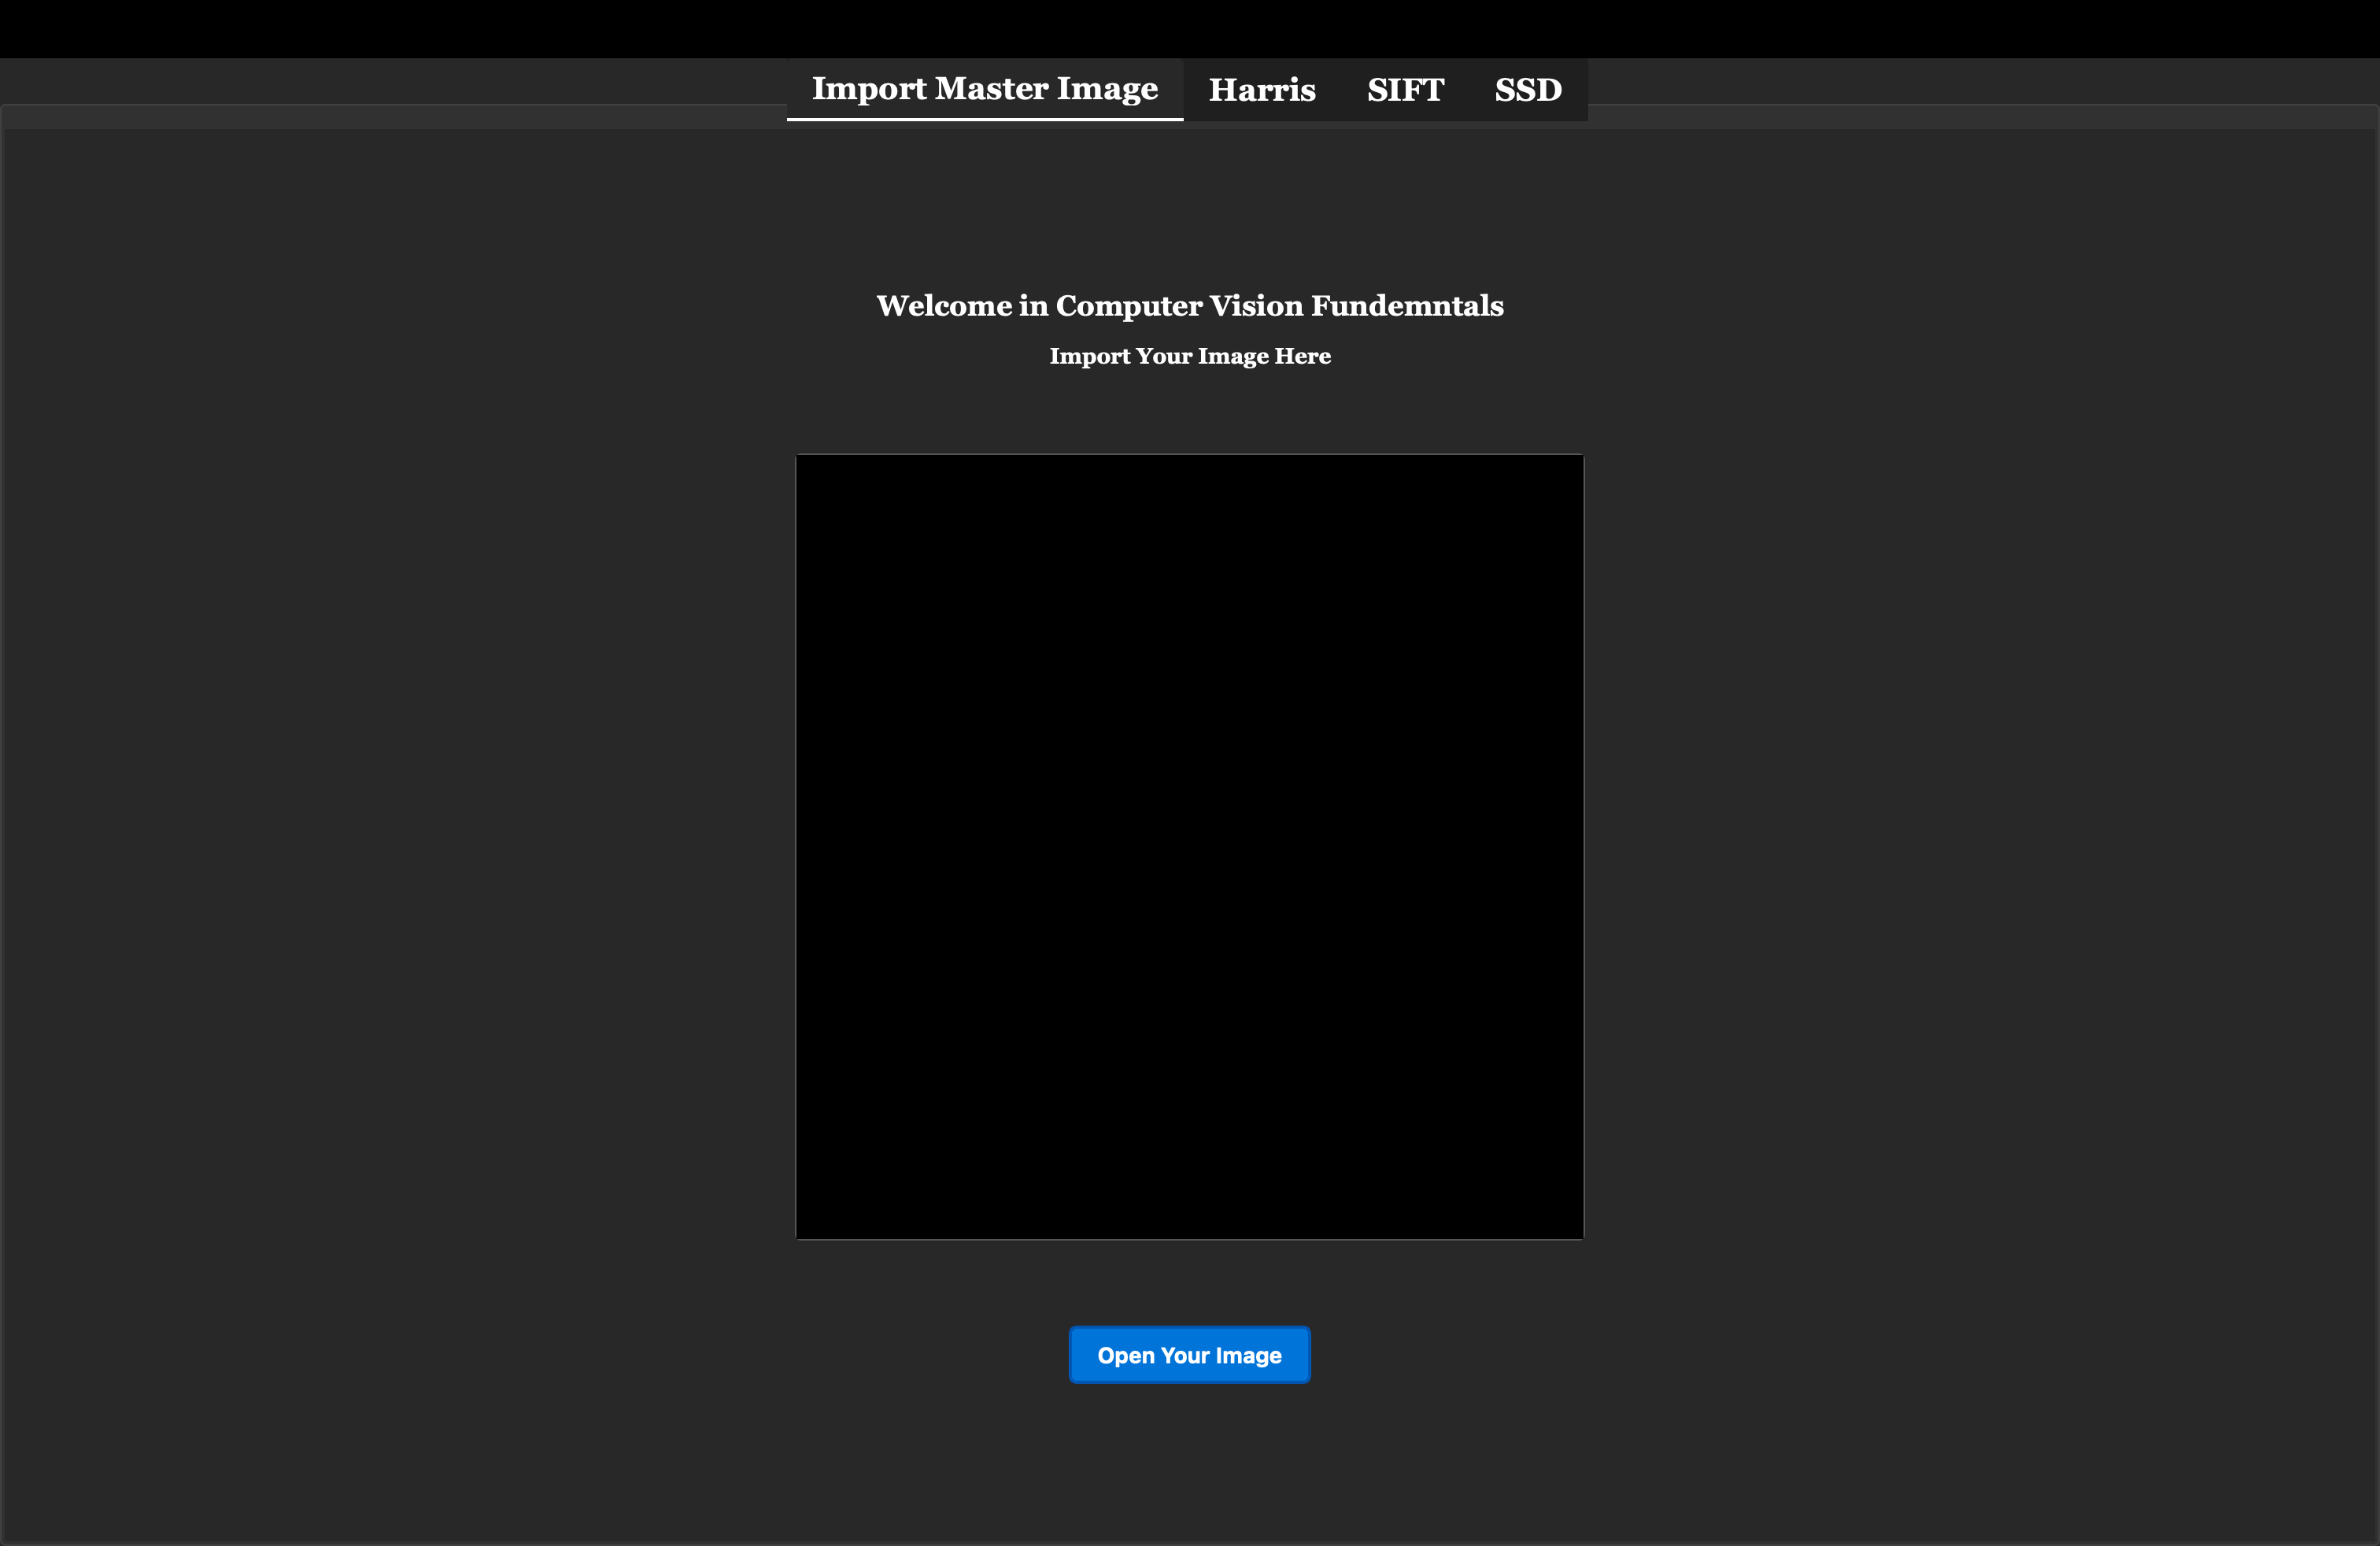 Import Master Image Harris SIFT SSD
Welcome in Computer Vision Fundemntals
Import Your Image Here
Open Your Image